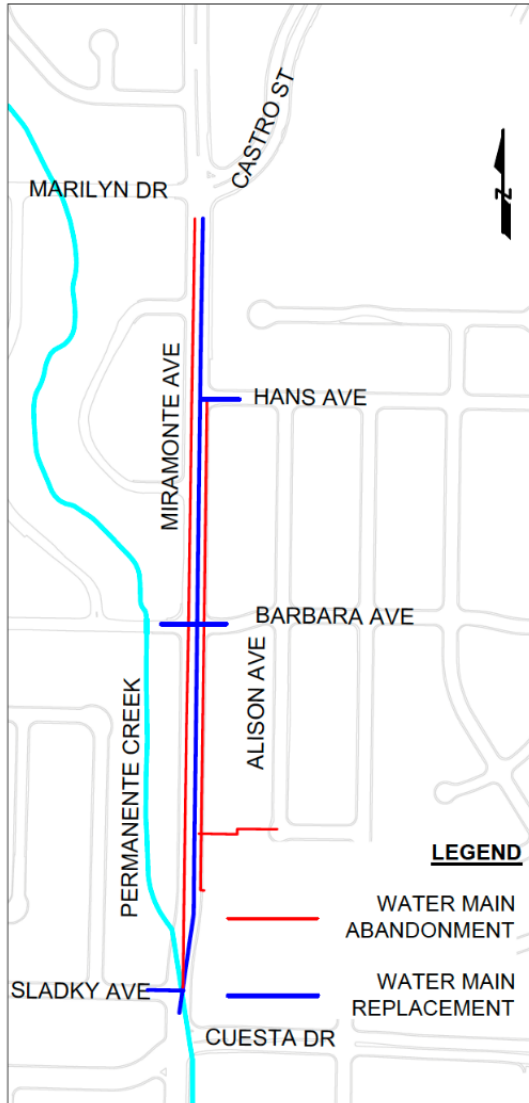 CASTRO ST
MARILYN DR
N
MIRAMONTE AVE
HANS AVE
BARBARA AVE
ALISON AVE
PERMANENTE CREEK
LEGEND
WATER MAIN
ABANDONMENT
SLADKY AVE
WATER MAIN
REPLACEMENT
CUESTA DR